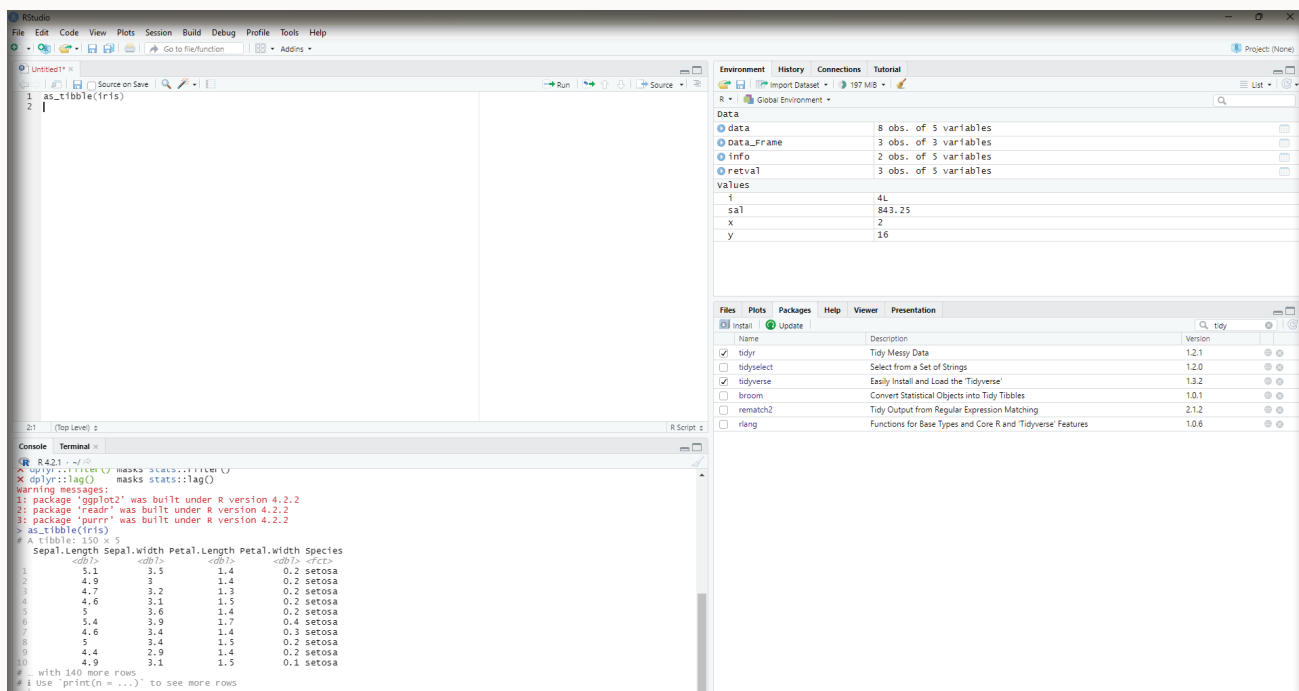 RStudio
File Edit Code View Plots Session Build Debug Profile Tools Help
Go to file/function Addins
Project: (None)
Untitled1*
Source on Save Run Source
1 as_tibble(iris)
2
2:1 (Top Level) R Script
Console Terminal
R 4.2.1 · ~/
✖ dplyr::filter() masks stats::filter()
✖ dplyr::lag() masks stats::lag()
Warning messages:
1: package ‘ggplot2’ was built under R version 4.2.2
2: package ‘readr’ was built under R version 4.2.2
3: package ‘purrr’ was built under R version 4.2.2
> as_tibble(iris)
# A tibble: 150 × 5
Sepal.Length Sepal.Width Petal.Length Petal.Width Species
<dbl> <dbl> <dbl> <dbl> <fct>
1 5.1 3.5 1.4 0.2 setosa
2 4.9 3 1.4 0.2 setosa
3 4.7 3.2 1.3 0.2 setosa
4 4.6 3.1 1.5 0.2 setosa
5 5 3.6 1.4 0.2 setosa
6 5.4 3.9 1.7 0.4 setosa
7 4.6 3.4 1.4 0.3 setosa
8 5 3.4 1.5 0.2 setosa
9 4.4 2.9 1.4 0.2 setosa
10 4.9 3.1 1.5 0.1 setosa
# … with 140 more rows
# ℹ Use `print(n = ...)` to see more rows
Environment History Connections Tutorial
Import Dataset 197 MiB List
R Global Environment
Data
data 8 obs. of 5 variables
Data_Frame 3 obs. of 3 variables
info 2 obs. of 5 variables
retval 3 obs. of 5 variables
Values
i 4L
sal 843.25
x 2
y 16
Files Plots Packages Help Viewer Presentation
Install Update tidy
Name Description Version
tidyr Tidy Messy Data 1.2.1
tidyselect Select from a Set of Strings 1.2.0
tidyverse Easily Install and Load the 'Tidyverse' 1.3.2
broom Convert Statistical Objects into Tidy Tibbles 1.0.1
rematch2 Tidy Output from Regular Expression Matching 2.1.2
rlang Functions for Base Types and Core R and 'Tidyverse' Features 1.0.6